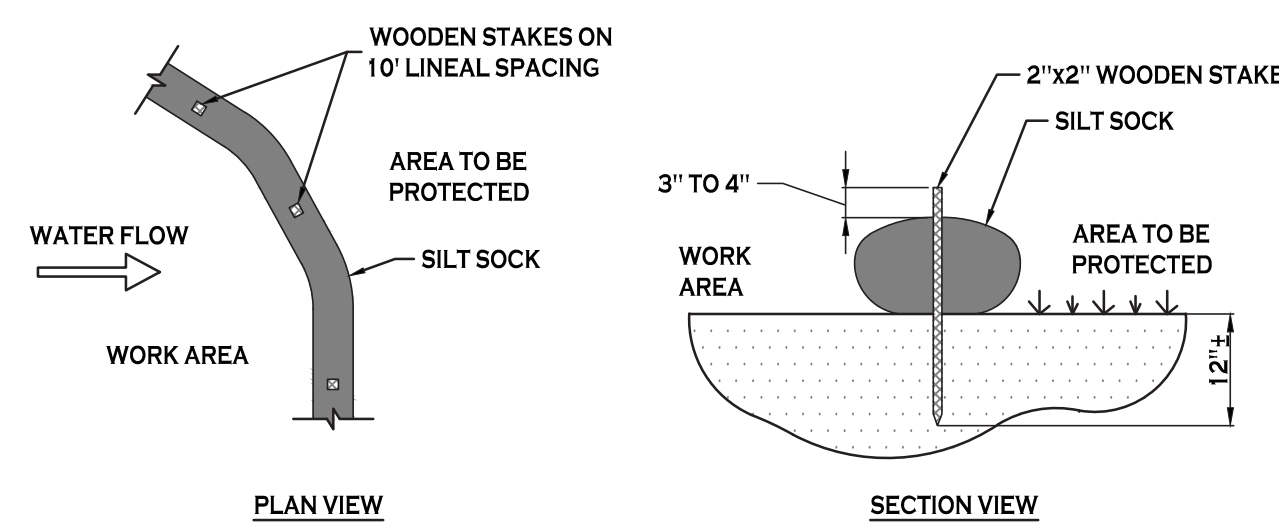 WOODEN STAKES ON
10' LINEAL SPACING
AREA TO BE
PROTECTED
WATER FLOW
SILT SOCK
WORK AREA
PLAN VIEW
2"x2" WOODEN STAKE
SILT SOCK
3" TO 4"
WORK
AREA
AREA TO BE
PROTECTED
12"±
SECTION VIEW